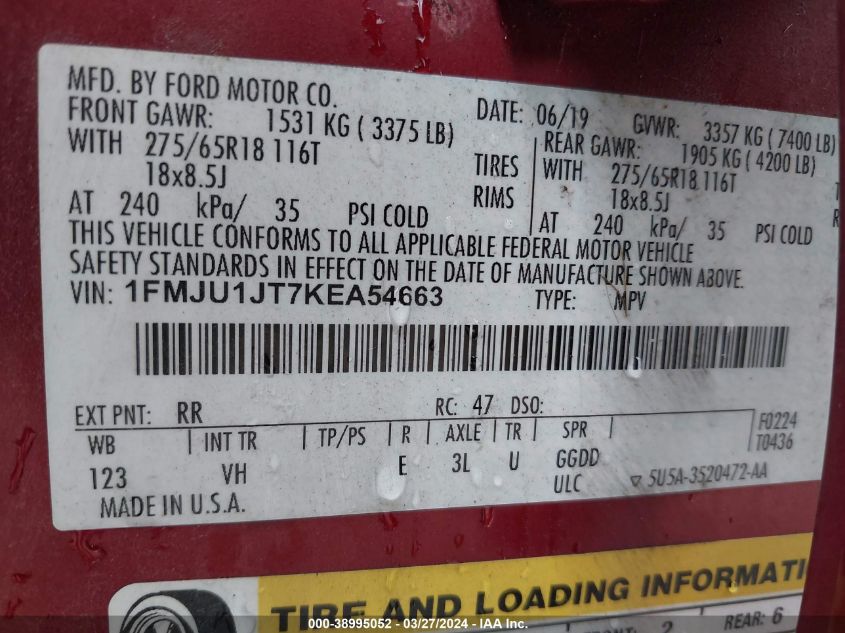 MFD. BY FORD MOTOR CO.
DATE: 06/19 GVWR: 3357 KG ( 7400 LB)
FRONT GAWR: 1531 KG ( 3375 LB)
REAR GAWR: 1905 KG ( 4200 LB)
WITH 275/65R18 116T TIRES
WITH 275/65R18 116T
18x8.5J RIMS
18x8.5J
AT 240 kPa/ 35 PSI COLD
AT 240 kPa/ 35 PSI COLD
THIS VEHICLE CONFORMS TO ALL APPLICABLE FEDERAL MOTOR VEHICLE
SAFETY STANDARDS IN EFFECT ON THE DATE OF MANUFACTURE SHOWN ABOVE.
VIN: 1FMJU1JT7KEA54663 TYPE: MPV
EXT PNT: RR RC: 47 DSO:
WB | INT TR | TP/PS | R | AXLE | TR | SPR
F0224
T0436
123 VH E 3L U GGDD
ULC
MADE IN U.S.A.
5U5A-3520472-AA
TIRE AND LOADING INFORMATI
2 REAR: 6
000-38995052 - 03/27/2024 - IAA Inc.